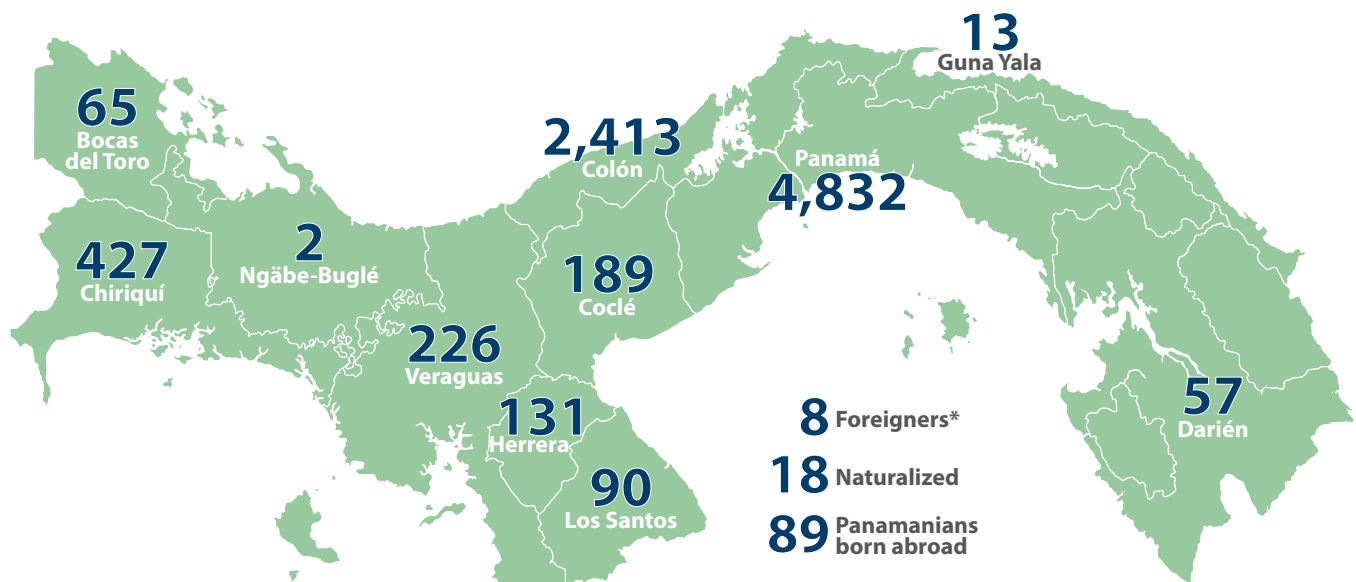 13
Guna Yala
65
Bocas
del Toro
2,413
Colón
Panamá
4,832
2
Ngäbe-Buglé
427
Chiriquí
189
Coclé
226
Veraguas
131
Herrera
57
Darién
90
Los Santos
8 Foreigners*
18 Naturalized
89 Panamanians
born abroad